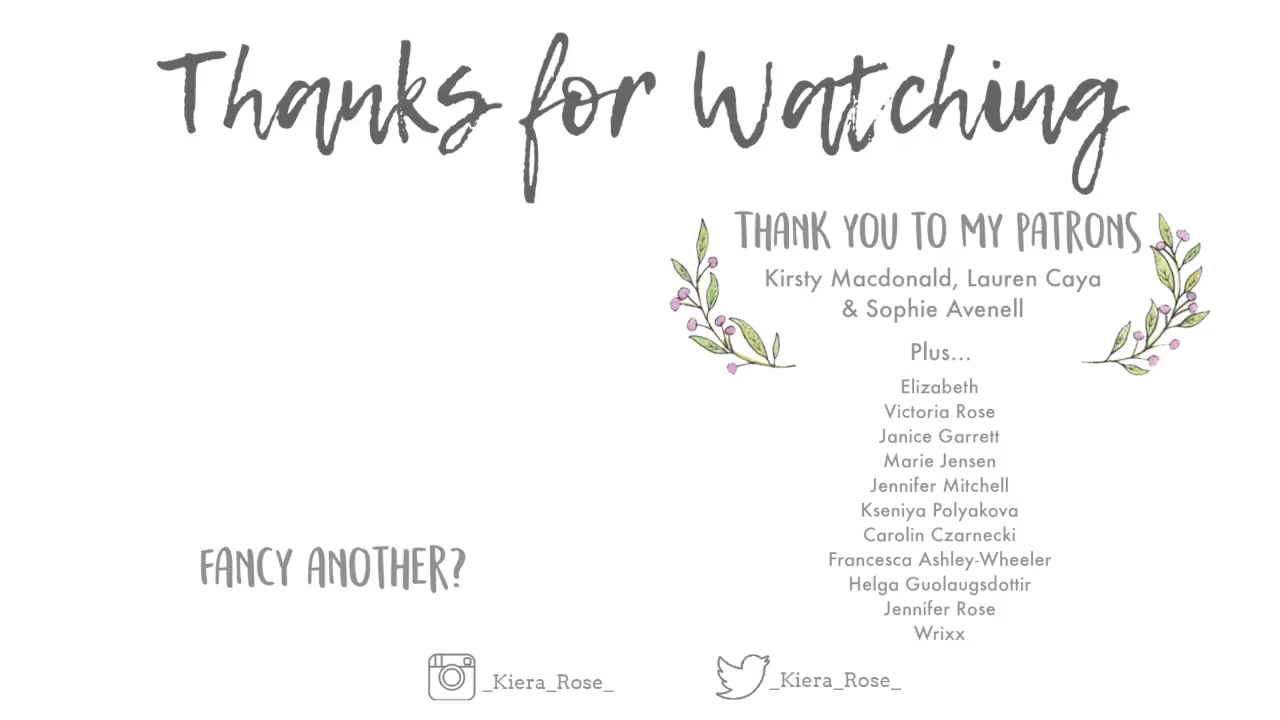 Thanks for Watching
THANK YOU TO MY PATRONS
Kirsty Macdonald, Lauren Caya
& Sophie Avenell
Plus...
Elizabeth
Victoria Rose
Janice Garrett
Marie Jensen
Jennifer Mitchell
Kseniya Polyakova
Carolin Czarnecki
Francesca Ashley-Wheeler
Helga Guolaugsdottir
Jennifer Rose
Wrixx
FANCY ANOTHER?
_Kiera_Rose_
_Kiera_Rose_